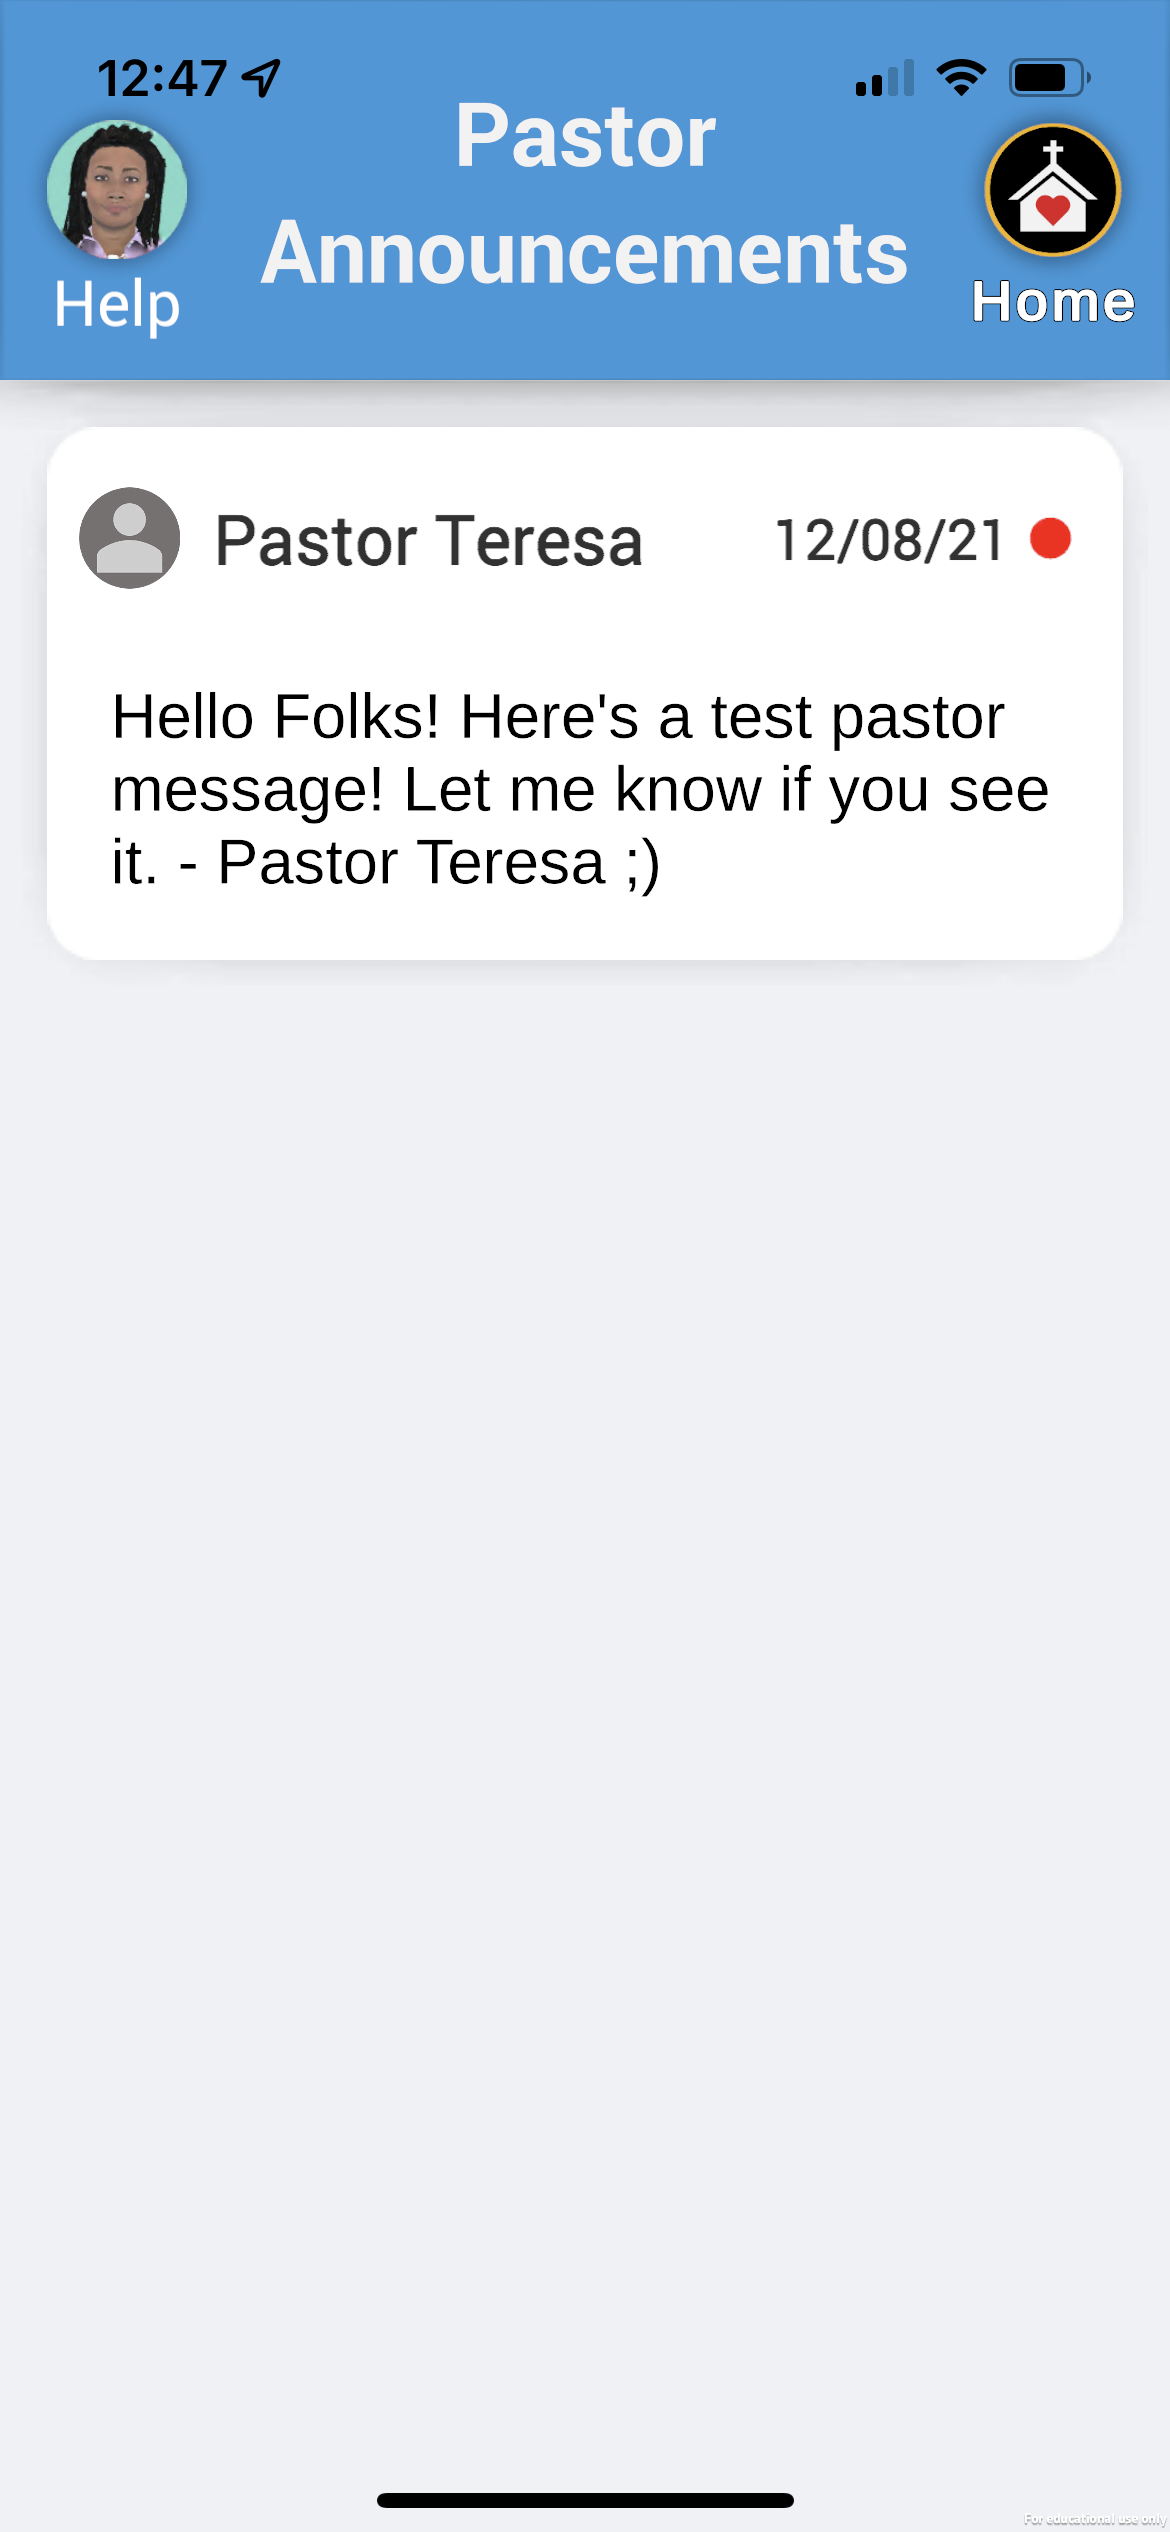 12:47
Pastor
Announcements
Help
Home
Pastor Teresa 12/08/21
Hello Folks! Here's a test pastor
message! Let me know if you see
it. - Pastor Teresa ;)
For educational use only